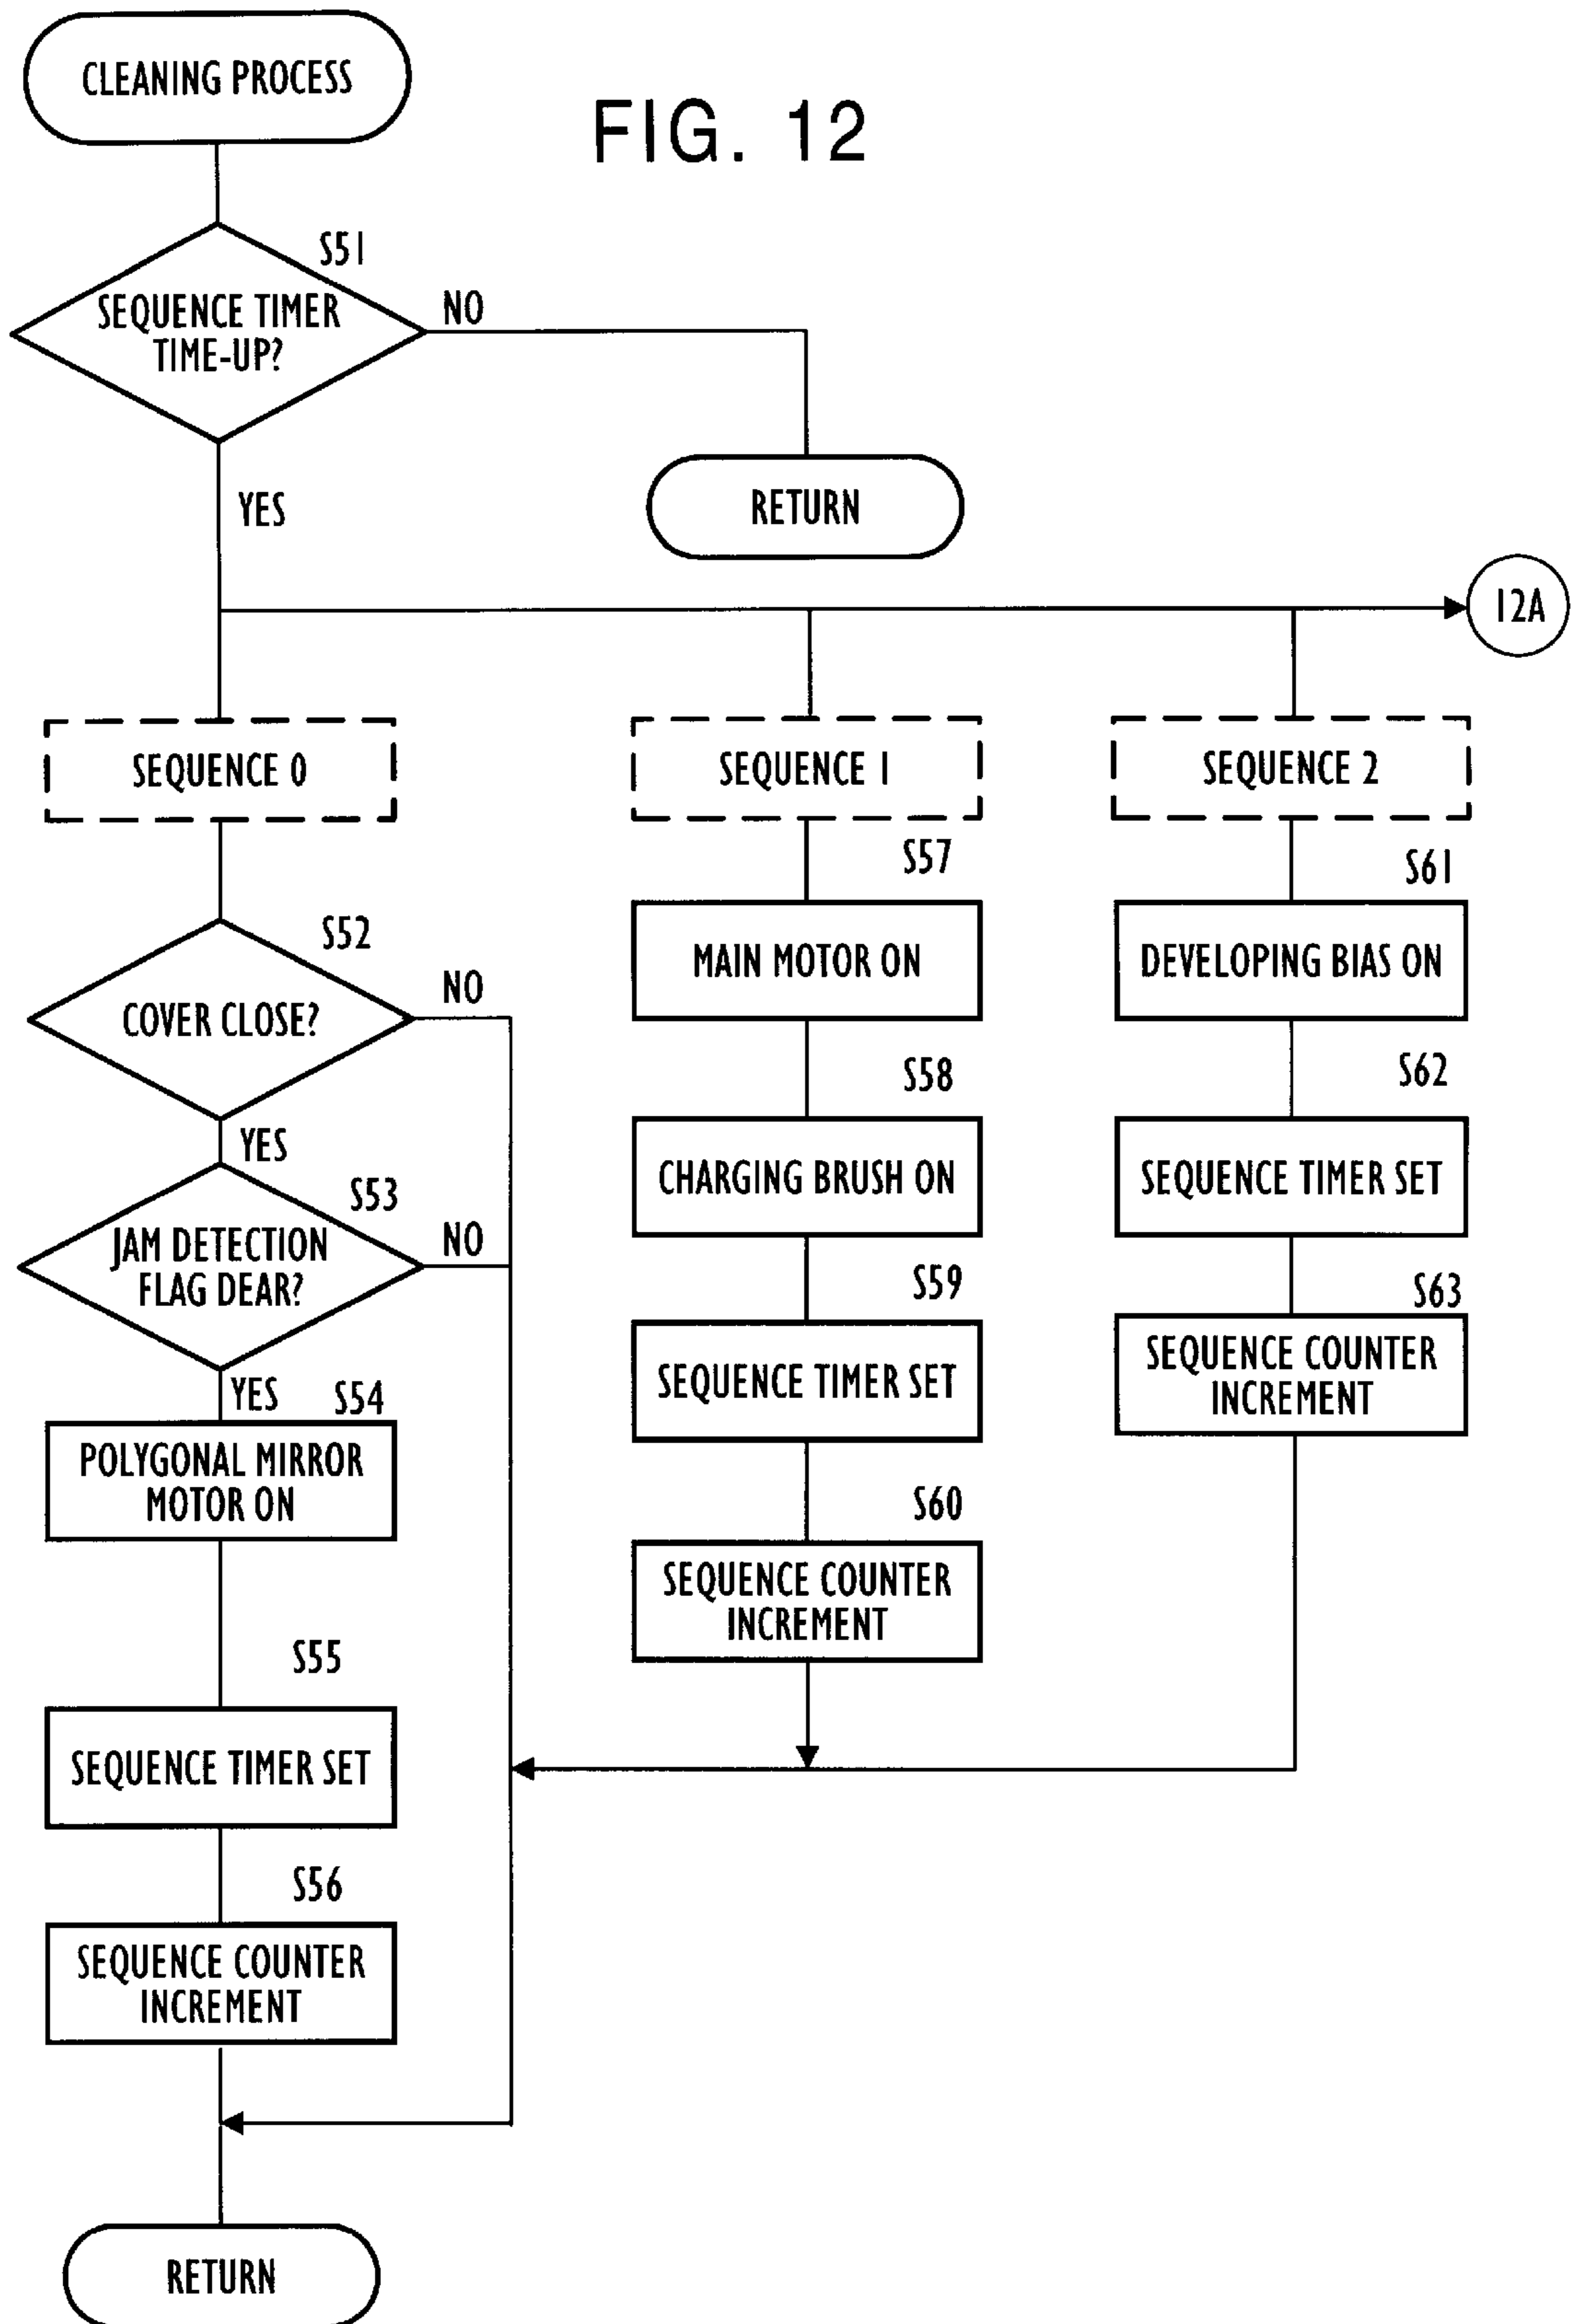 CLEANING PROCESS
FIG. 12
S51
SEQUENCE TIMER
TIME-UP?
NO
YES
RETURN
12A
SEQUENCE 0
SEQUENCE 1
SEQUENCE 2
S52
COVER CLOSE?
NO
YES
S53
JAM DETECTION
FLAG DEAR?
NO
YES
S54
POLYGONAL MIRROR
MOTOR ON
S55
SEQUENCE TIMER SET
S56
SEQUENCE COUNTER
INCREMENT
RETURN
S57
MAIN MOTOR ON
S58
CHARGING BRUSH ON
S59
SEQUENCE TIMER SET
S60
SEQUENCE COUNTER
INCREMENT
S61
DEVELOPING BIAS ON
S62
SEQUENCE TIMER SET
S63
SEQUENCE COUNTER
INCREMENT